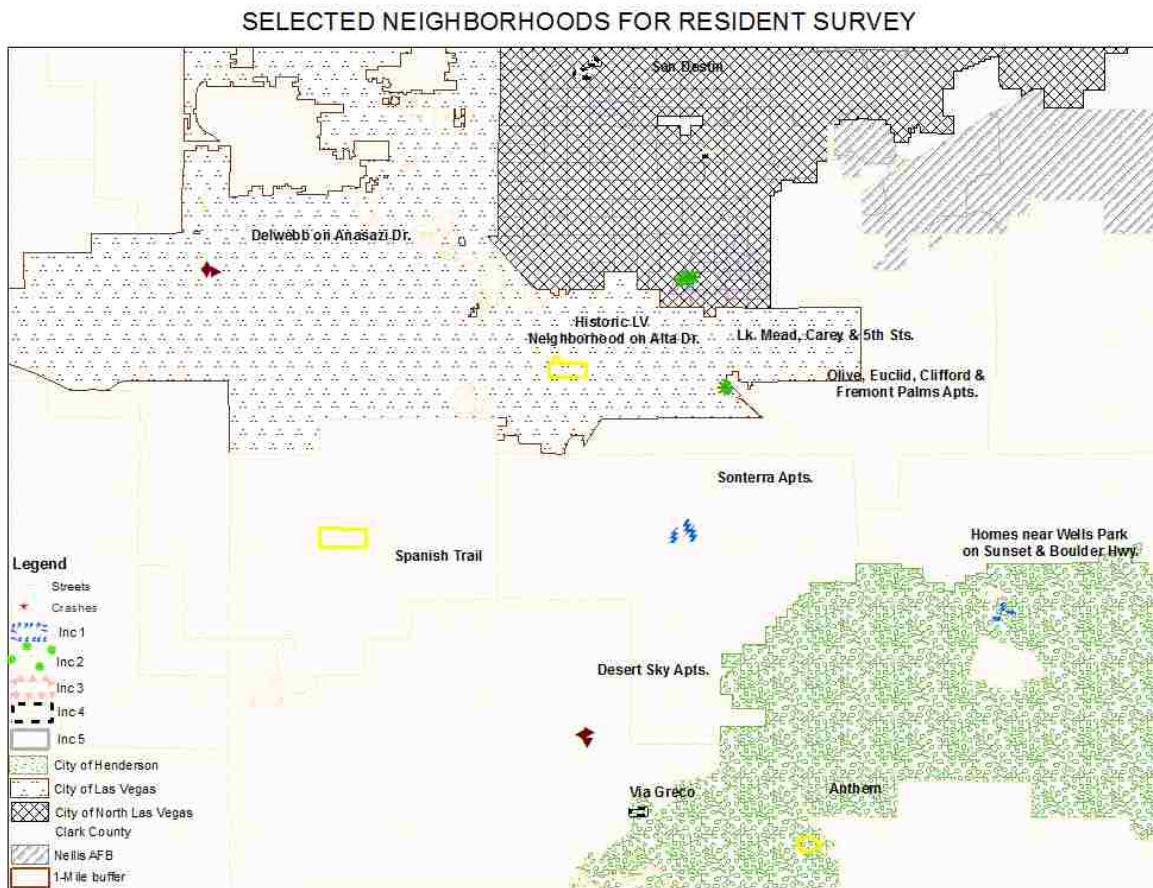 SELECTED NEIGHBORHOODS FOR RESIDENT SURVEY
San Destin
Delwebb on Anasazi Dr.
Historic LV
Neighborhood on Alta Dr.
Lk. Mead, Carey & 5th Sts.
Olive, Euclid, Clifford &
Fremont Palms Apts.
Sonterra Apts.
Spanish Trail
Homes near Wells Park
on Sunset & Boulder Hwy.
Desert Sky Apts.
Via Greco
Anthem
Legend
Streets
Crashes
Inc 1
Inc 2
Inc 3
Inc 4
Inc 5
City of Henderson
City of Las Vegas
City of North Las Vegas
Clark County
Nellis AFB
1-Mile buffer